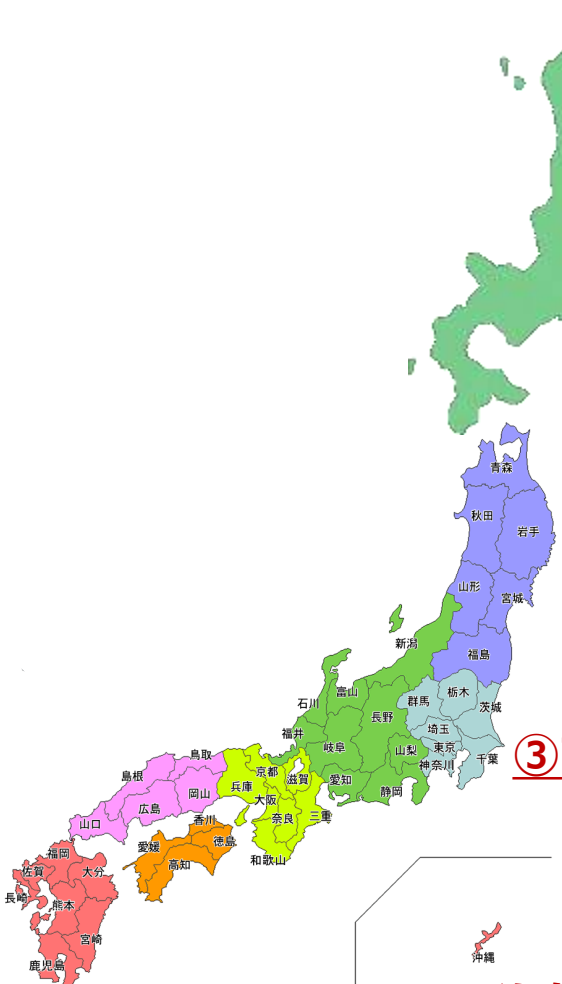 青森
秋田
岩手
山形
宮城
新潟
福島
富山
栃木
石川
群馬
茨城
長野
福井
埼玉
岐阜
山梨
東京
③
鳥取
京都
神奈川
千葉
島根
滋賀
愛知
兵庫
静岡
岡山
大阪
広島
三重
香川
奈良
山口
徳島
愛媛
福岡
和歌山
高知
佐賀
大分
長崎
熊本
宮崎
沖縄
鹿児島